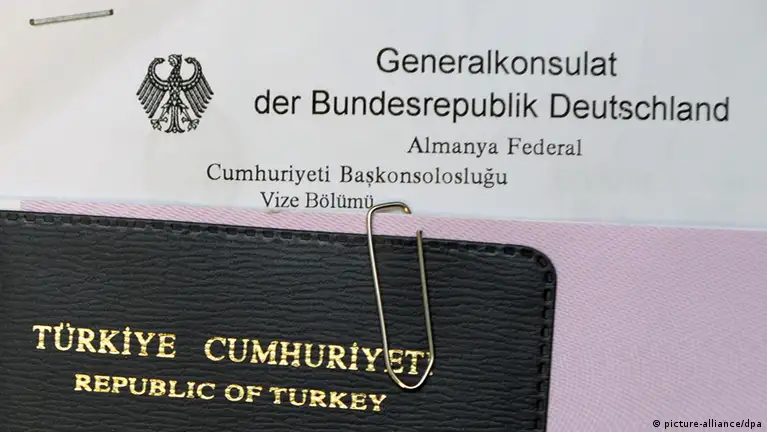 Generalkonsulat
der Bundesrepublik Deutschland
Almanya Federal
Cumhuriyeti Başkonsolosluğu
Vize Bölümü
TÜRKİYE CUMHURİYETİ
REPUBLIC OF TURKEY
© picture-alliance/dpa